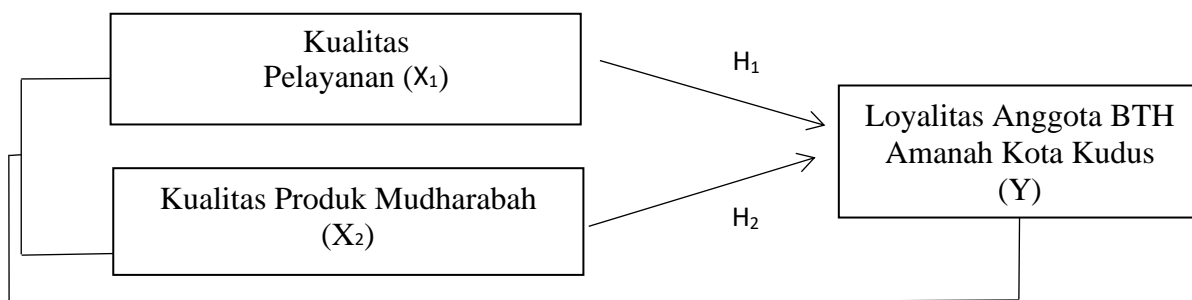 Kualitas
Pelayanan (X₁)
H₁
Loyalitas Anggota BTH
Amanah Kota Kudus
(Y)
Kualitas Produk Mudharabah
(X₂)
H₂